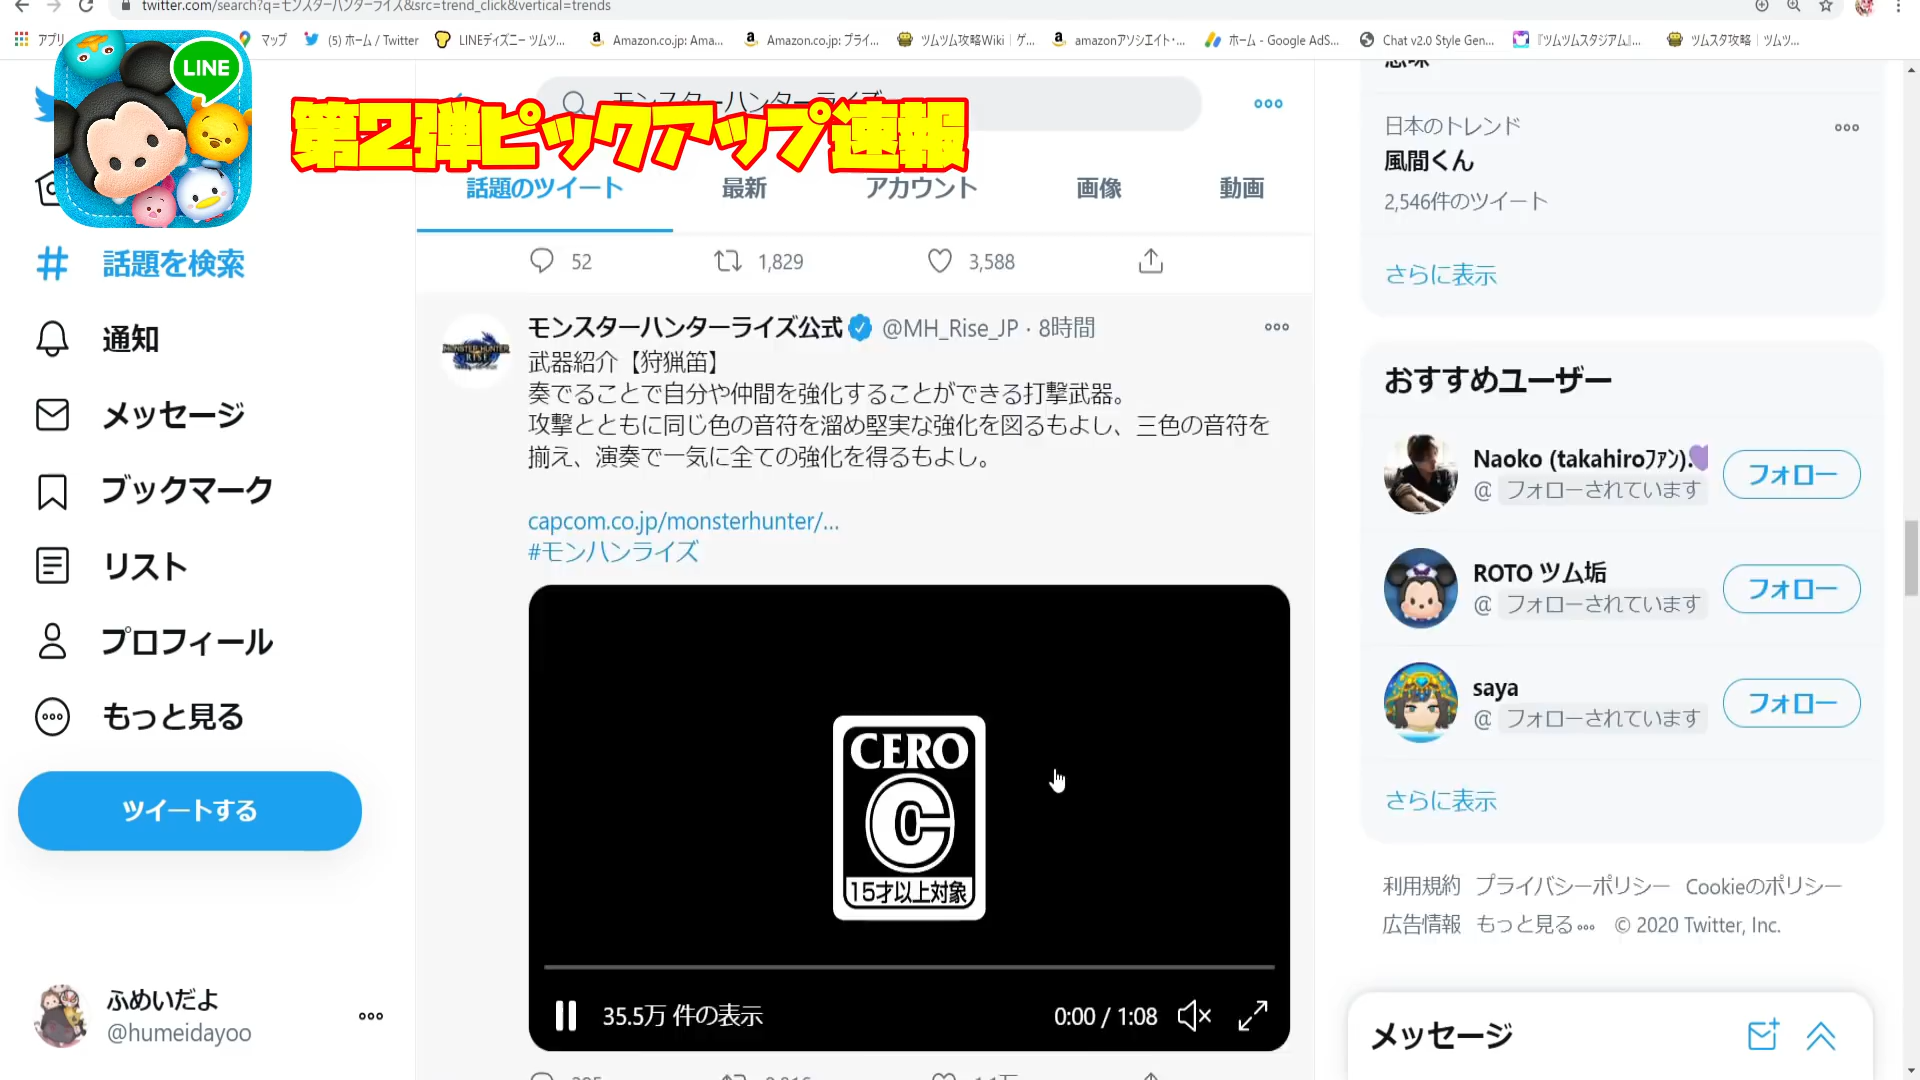 twitter.com/search?q=モンスターハンターライズ&src=trend_click&vertical=trends
アプリ
マップ
(5) ホーム / Twitter
LINEディズニー ツムツ...
Amazon.co.jp: Ama...
Amazon.co.jp: プライ...
ツムツム攻略Wiki｜ゲ...
amazonアソシエイト・...
ホーム - Google AdS...
Chat v2.0 Style Gen...
『ツムツムスタジアム』...
ツムスタ攻略｜ツムツ...
LINE
モンスターハンターライズ
第2弾ピックアップ速報
話題のツイート
最新
アカウント
画像
動画
話題を検索
通知
メッセージ
ブックマーク
リスト
プロフィール
もっと見る
ツイートする
ふめいだよ
@humeidayoo
52
1,829
3,588
モンスターハンターライズ公式 @MH_Rise_JP · 8時間
MONSTER HUNTER
RISE
武器紹介【狩猟笛】
奏でることで自分や仲間を強化することができる打撃武器。
攻撃とともに同じ色の音符を溜め堅実な強化を図るもよし、三色の音符を
揃え、演奏で一気に全ての強化を得るもよし。
capcom.co.jp/monsterhunter/...
#モンハンライズ
CERO
C
15才以上対象
35.5万 件の表示
0:00 / 1:08
日本のトレンド
風間くん
2,546件のツイート
さらに表示
おすすめユーザー
Naoko (takahiroファン).
@ フォローされています
フォロー
ROTO ツム垢
@ フォローされています
フォロー
saya
@ フォローされています
フォロー
さらに表示
利用規約 プライバシーポリシー Cookieのポリシー
広告情報 もっと見る © 2020 Twitter, Inc.
メッセージ